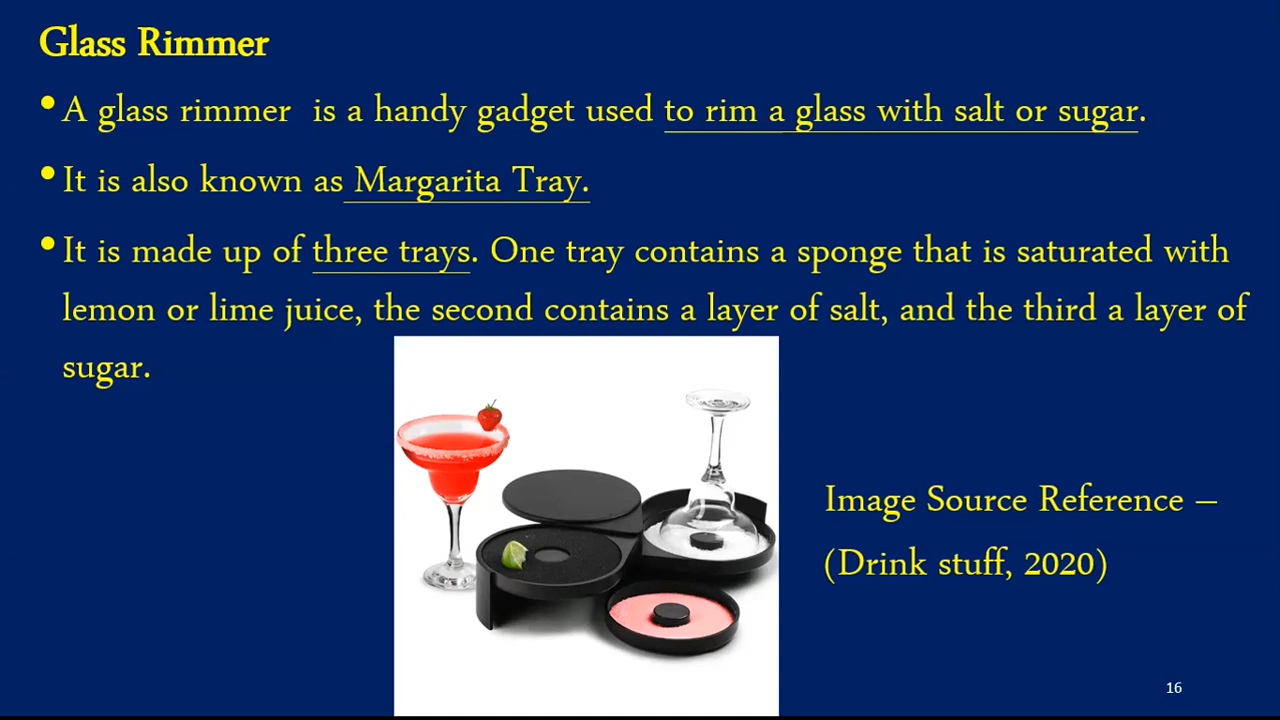 Glass Rimmer
•A glass rimmer  is a handy gadget used to rim a glass with salt or sugar.
•It is also known as Margarita Tray.
•It is made up of three trays. One tray contains a sponge that is saturated with
lemon or lime juice, the second contains a layer of salt, and the third a layer of
sugar.
Image Source Reference –
(Drink stuff, 2020)
16